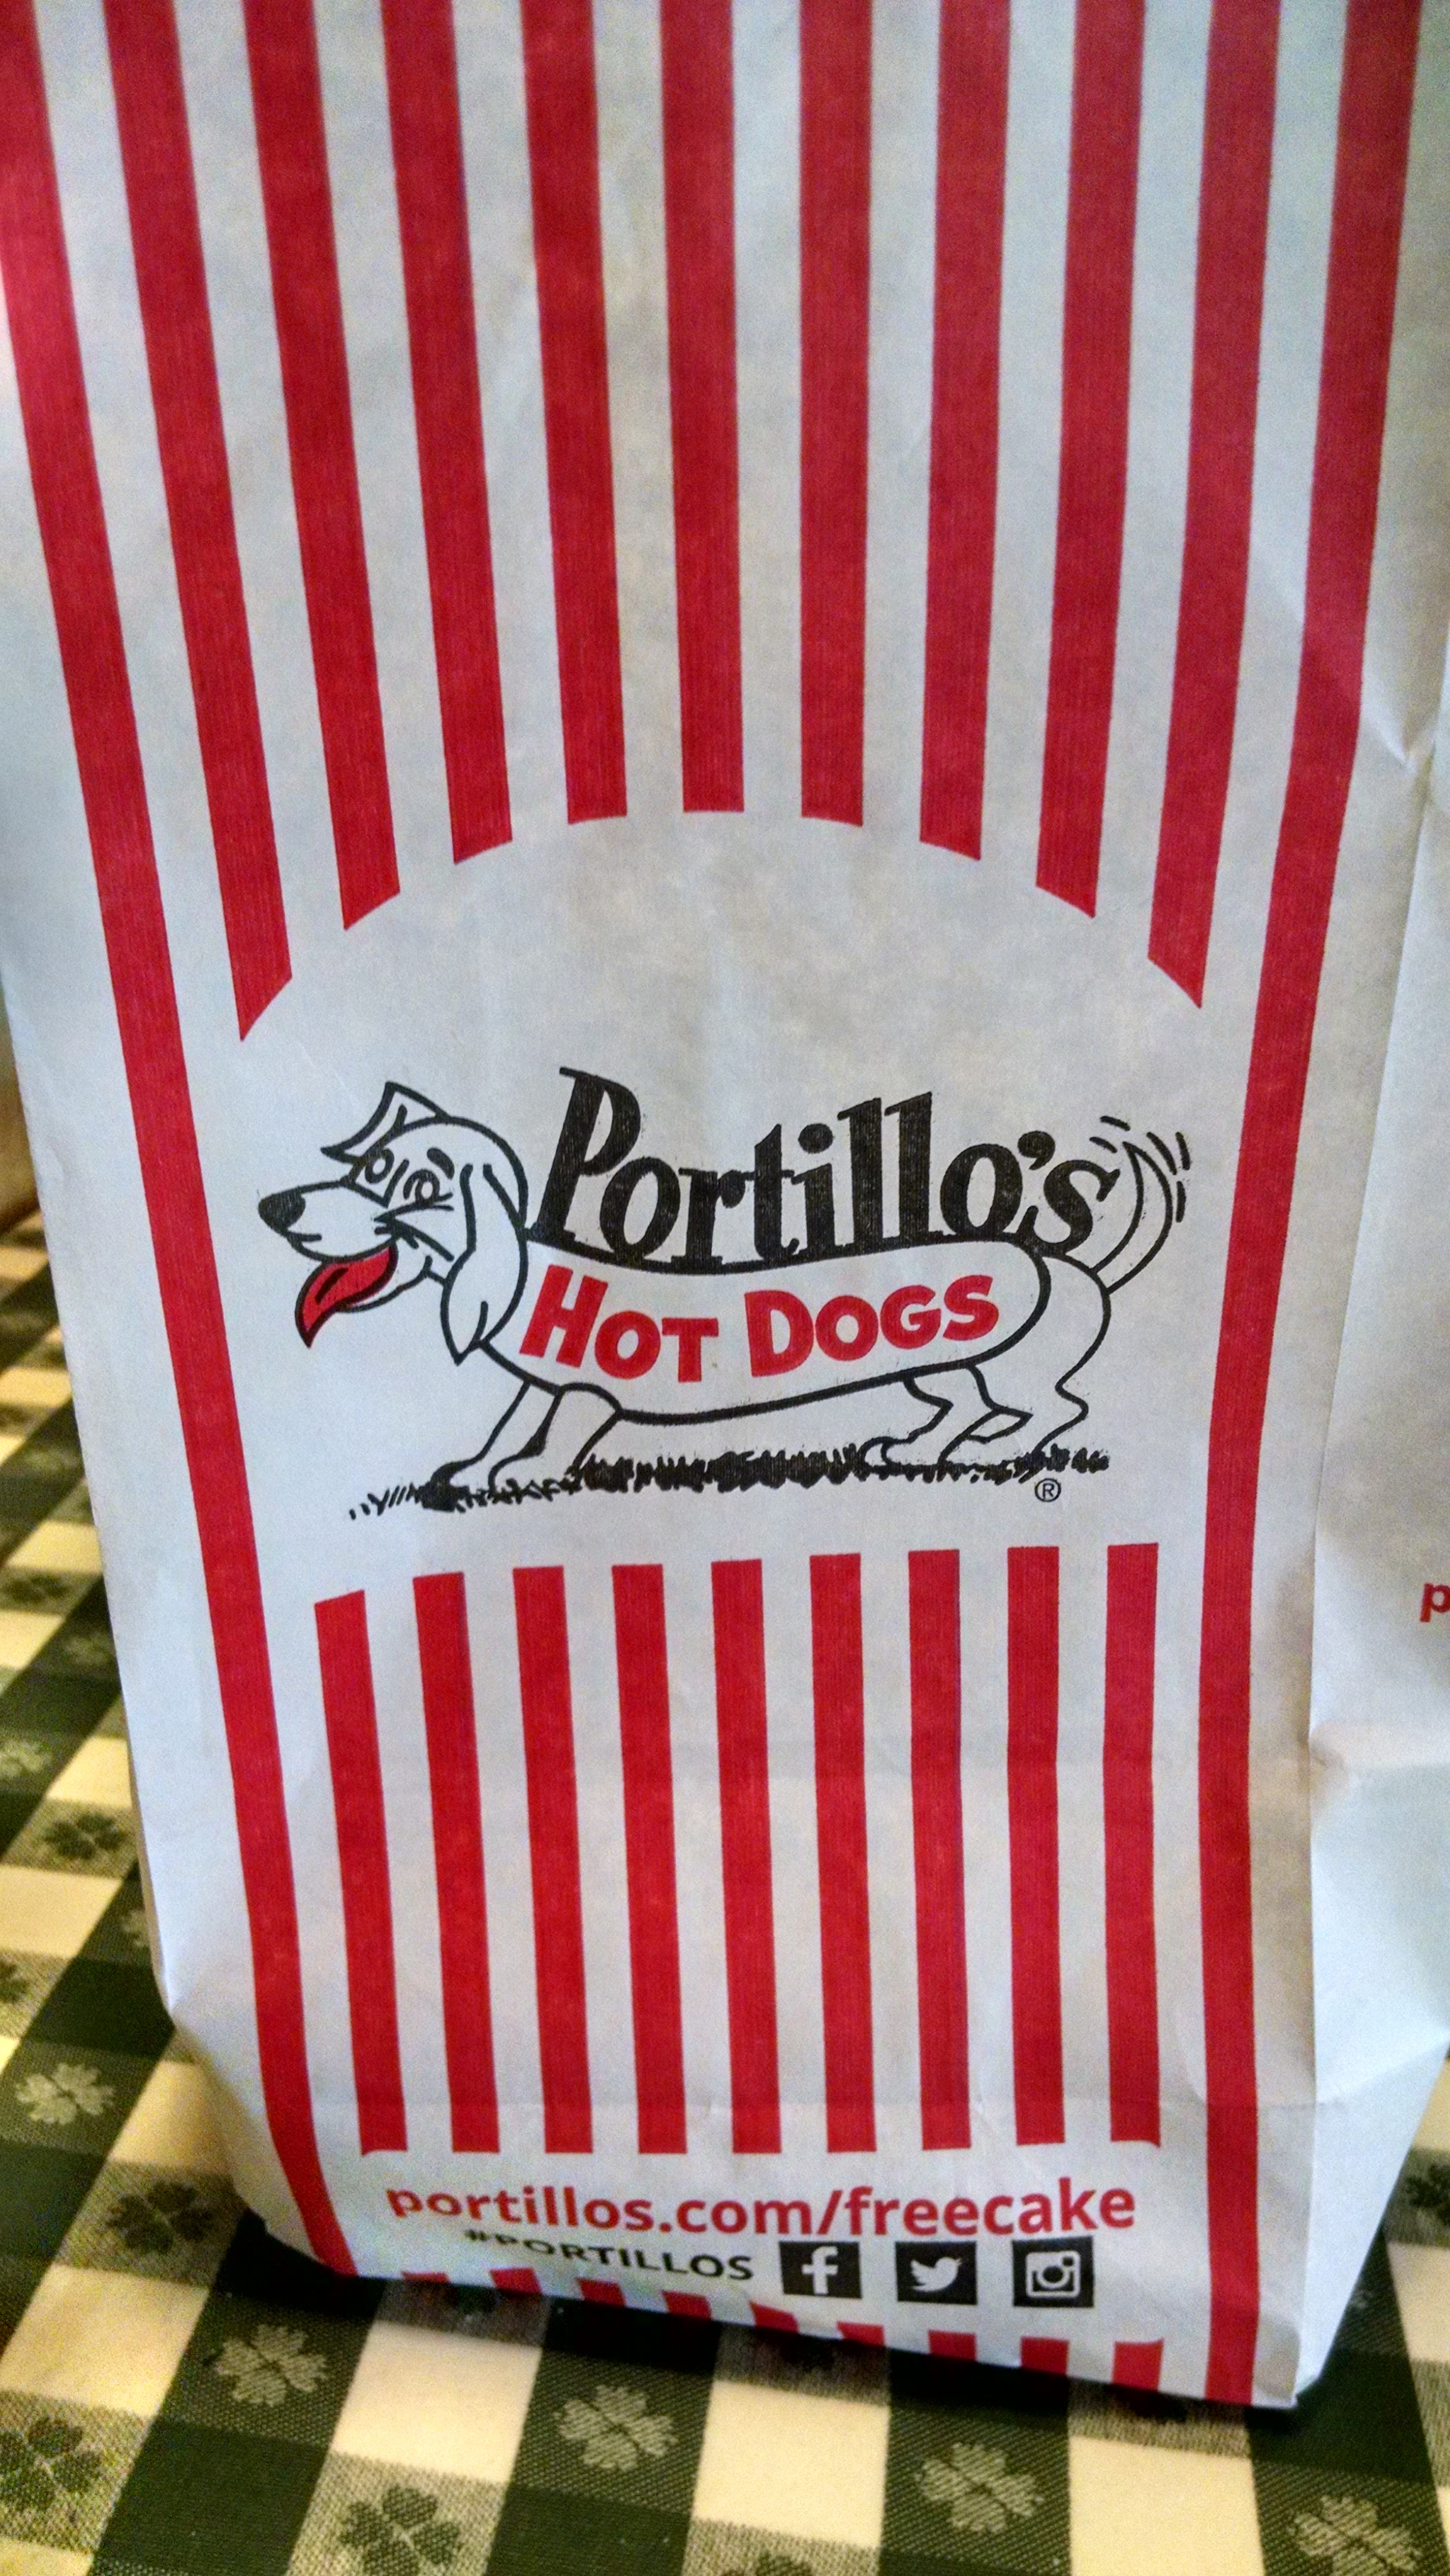 Portillo's
HOT DOGS
®
portillos.com/freecake
#PORTILLOS
p